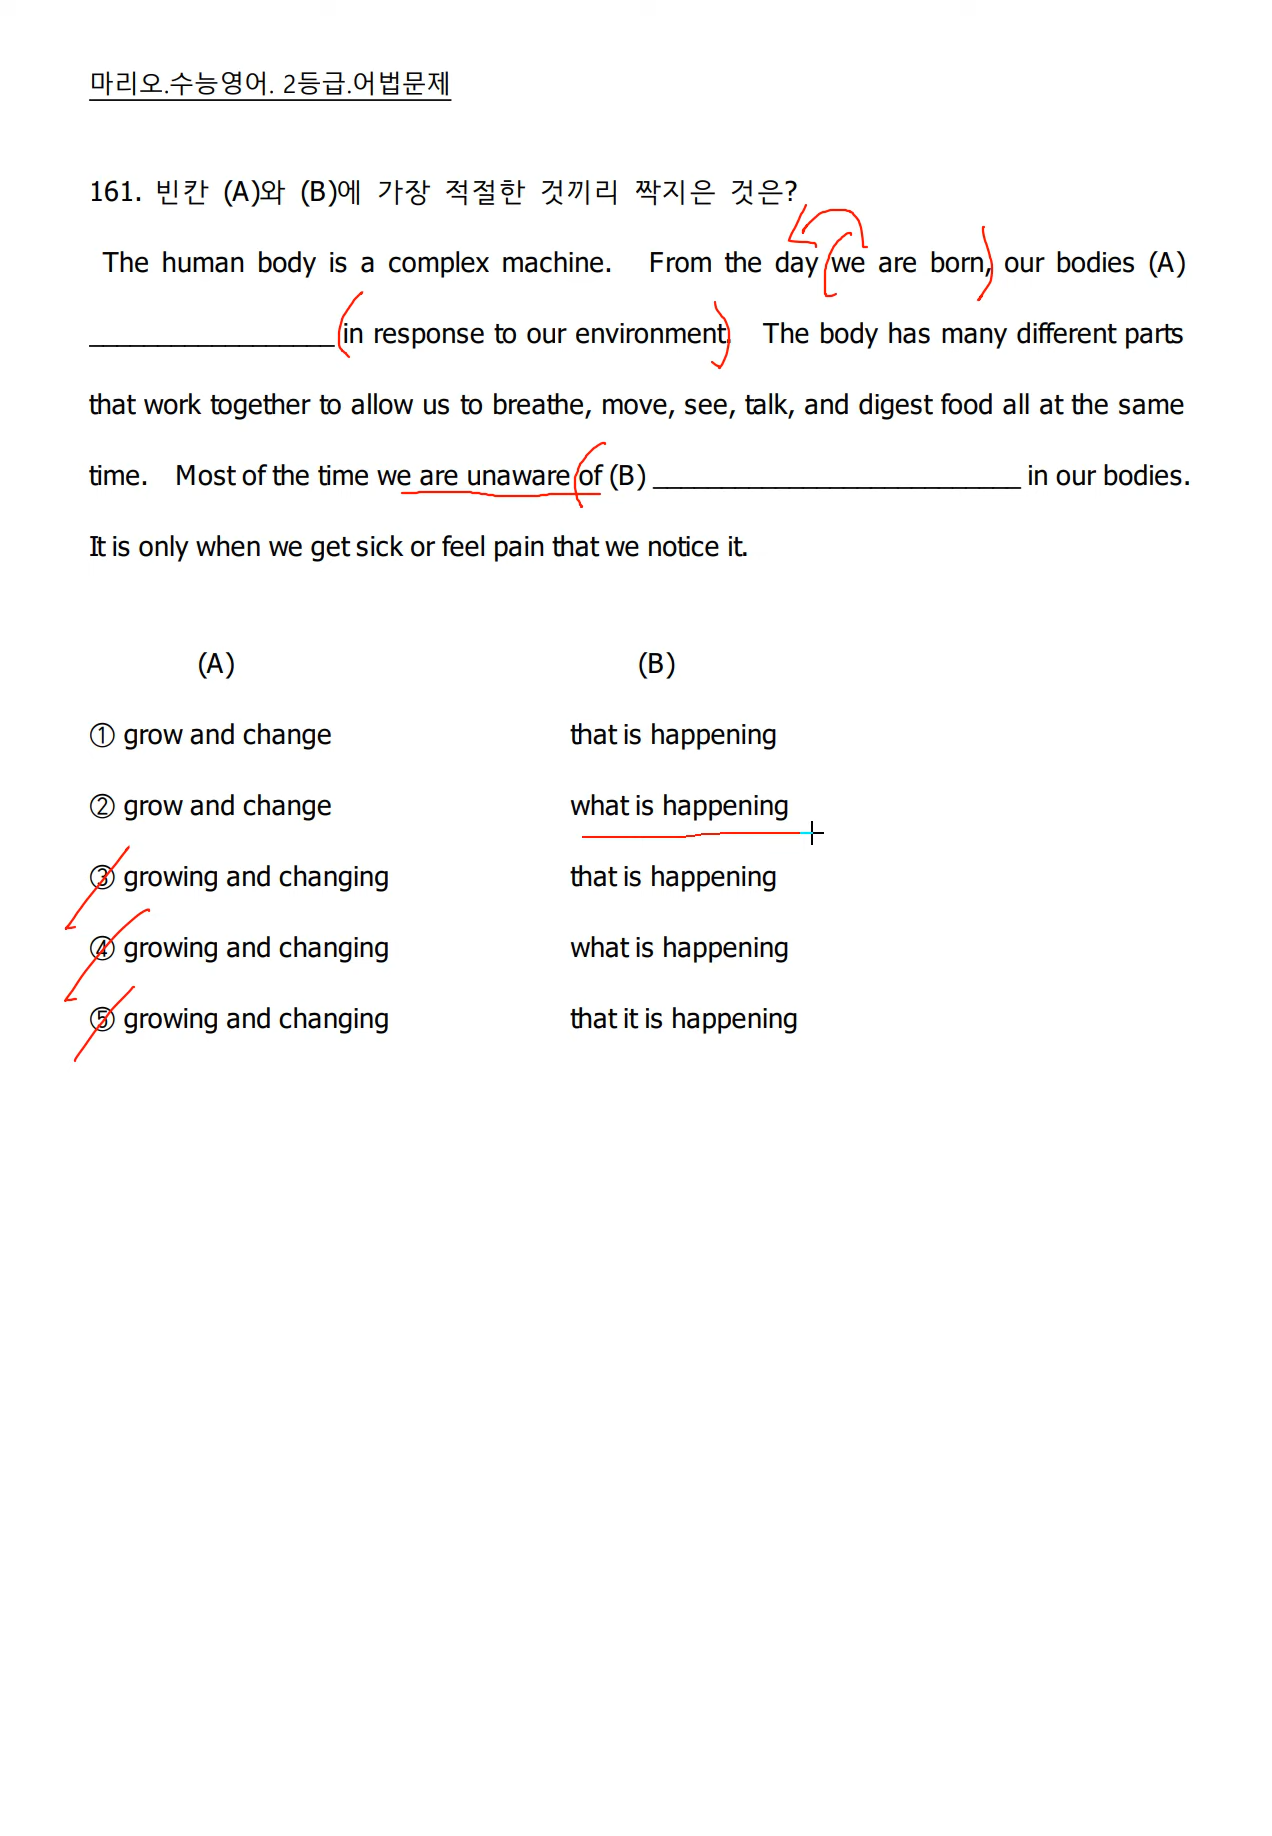 마리오.수능영어. 2등급.어법문제
161. 빈칸 (A)와 (B)에 가장 적절한 것끼리 짝지은 것은?
The human body is a complex machine. From the day we are born, our bodies (A)
__________________ in response to our environment. The body has many different parts
that work together to allow us to breathe, move, see, talk, and digest food all at the same
time. Most of the time we are unaware of (B) ___________________________ in our bodies.
It is only when we get sick or feel pain that we notice it.
(A) (B)
① grow and change that is happening
② grow and change what is happening
③ growing and changing that is happening
④ growing and changing what is happening
⑤ growing and changing that it is happening